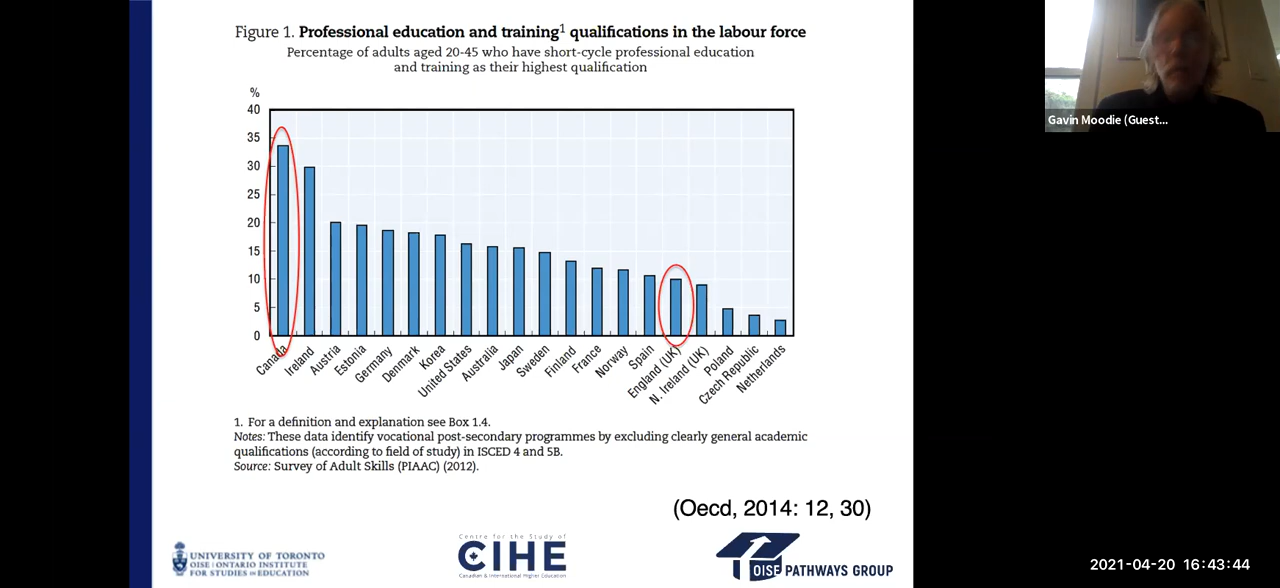 Figure 1. Professional education and training¹ qualifications in the labour force
Percentage of adults aged 20-45 who have short-cycle professional education
and training as their highest qualification
%
40
35
30
25
20
15
10
5
0
Canada
Ireland
Austria
Estonia
Germany
Denmark
Korea
United States
Australia
Japan
Sweden
Finland
France
Norway
Spain
England (UK)
N. Ireland (UK)
Poland
Czech Republic
Netherlands
1. For a definition and explanation see Box 1.4.
Notes: These data identify vocational post-secondary programmes by excluding clearly general academic
qualifications (according to field of study) in ISCED 4 and 5B.
Source: Survey of Adult Skills (PIAAC) (2012).
(Oecd, 2014: 12, 30)
UNIVERSITY OF TORONTO
OISE | ONTARIO INSTITUTE
FOR STUDIES IN EDUCATION
Centre for the Study of
CIHE
Canadian & International Higher Education
OISE PATHWAYS GROUP
Gavin Moodie (Guest...
2021-04-20 16:43:44